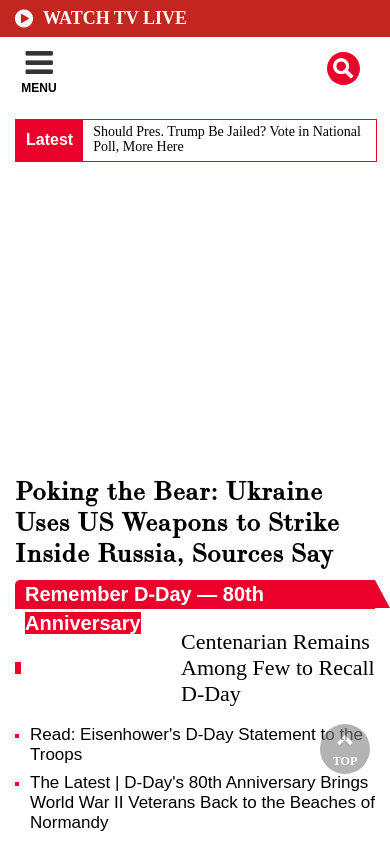 WATCH TV LIVE
MENU
Latest
Should Pres. Trump Be Jailed? Vote in National
Poll, More Here
Poking the Bear: Ukraine
Uses US Weapons to Strike
Inside Russia, Sources Say
Remember D-Day — 80th
Anniversary
Centenarian Remains
Among Few to Recall
D-Day
Read: Eisenhower's D-Day Statement to the
Troops
TOP
The Latest | D-Day's 80th Anniversary Brings
World War II Veterans Back to the Beaches of
Normandy